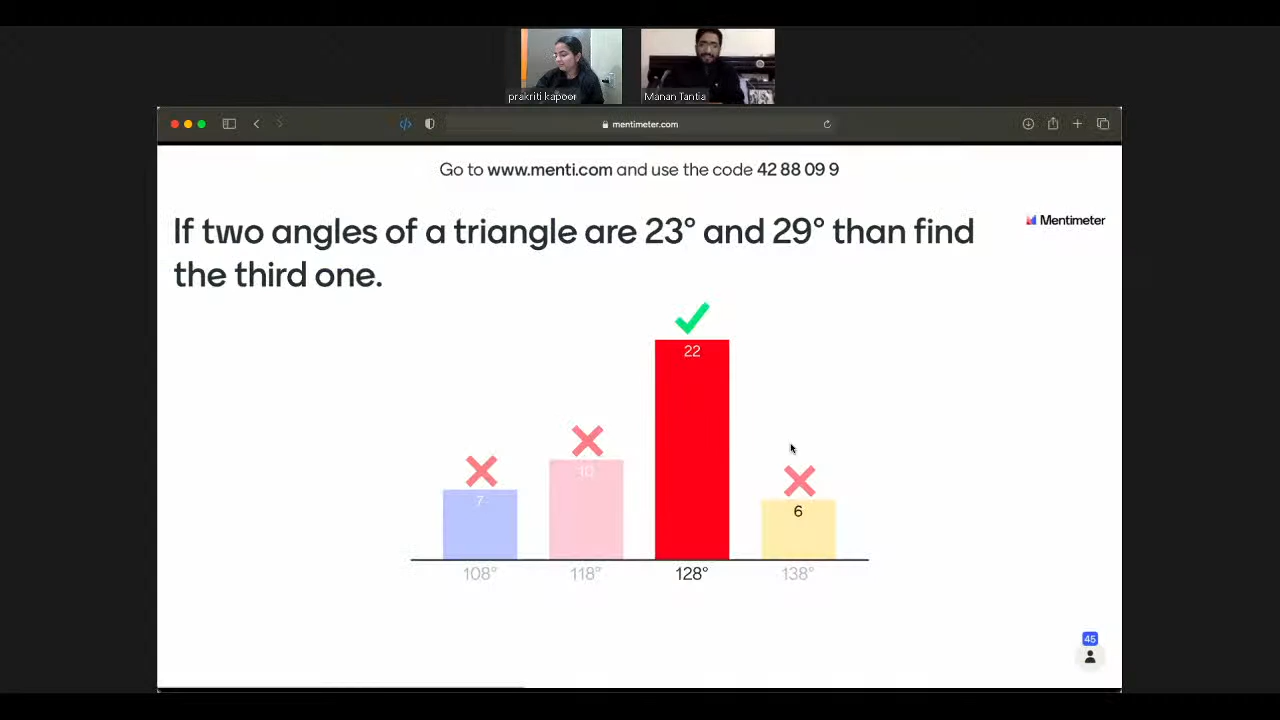 prakriti kapoor
Manan Tantia
mentimeter.com
Go to www.menti.com and use the code 42 88 09 9
If two angles of a triangle are 23° and 29° than find
the third one.
Mentimeter
22
10
7
6
108°
118°
128°
138°
45